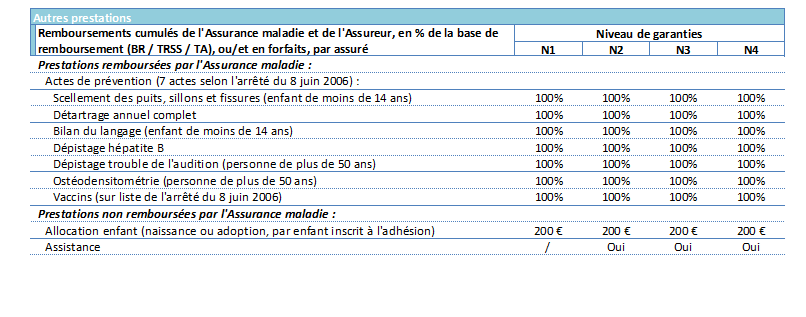 Autres prestations
Remboursements cumulés de l'Assurance maladie et de l'Assureur, en % de la base de Niveau de garanties
remboursement (BR / TRSS / TA), ou/et en forfaits, par assuré N1 N2 N3 N4
Prestations remboursées par l'Assurance maladie :
Actes de prévention (7 actes selon l'arrêté du 8 juin 2006) :
Scellement des puits, sillons et fissures (enfant de moins de 14 ans) 100% 100% 100% 100%
Détartrage annuel complet 100% 100% 100% 100%
Bilan du langage (enfant de moins de 14 ans) 100% 100% 100% 100%
Dépistage hépatite B 100% 100% 100% 100%
Dépistage trouble de l'audition (personne de plus de 50 ans) 100% 100% 100% 100%
Ostéodensitométrie (personne de plus de 50 ans) 100% 100% 100% 100%
Vaccins (sur liste de l'arrêté du 8 juin 2006) 100% 100% 100% 100%
Prestations non remboursées par l'Assurance maladie :
Allocation enfant (naissance ou adoption, par enfant inscrit à l'adhésion) 200 € 200 € 200 € 200 €
Assistance / Oui Oui Oui